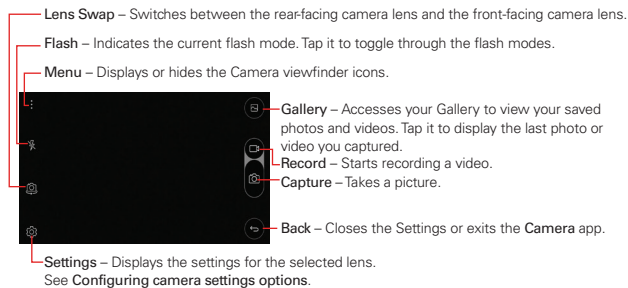 Lens Swap – Switches between the rear-facing camera lens and the front-facing camera lens.
Flash – Indicates the current flash mode. Tap it to toggle through the flash modes.
Menu – Displays or hides the Camera viewfinder icons.
Gallery – Accesses your Gallery to view your saved
photos and videos. Tap it to display the last photo or
video you captured.
Record – Starts recording a video.
Capture – Takes a picture.
Back – Closes the Settings or exits the Camera app.
Settings – Displays the settings for the selected lens.
See Configuring camera settings options.